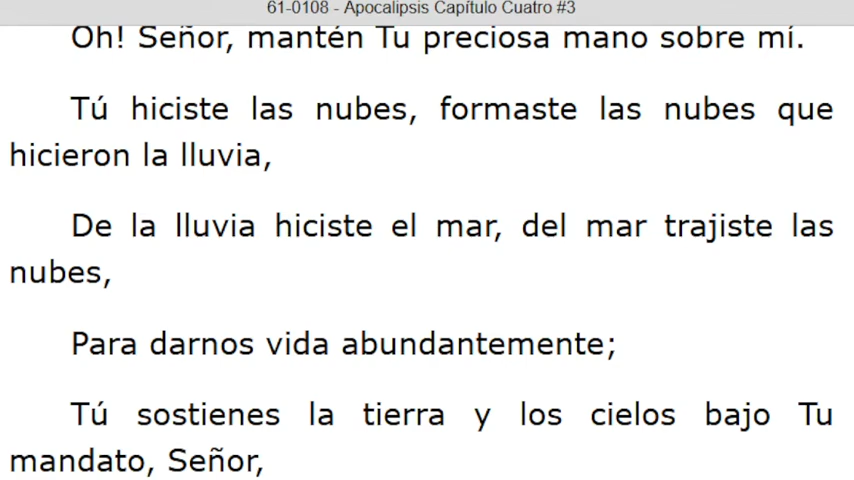 61-0108 - Apocalipsis Capítulo Cuatro #3
Oh! Señor, mantén Tu preciosa mano sobre mí.
Tú hiciste las nubes, formaste las nubes que
hicieron la lluvia,
De la lluvia hiciste el mar, del mar trajiste las
nubes,
Para darnos vida abundantemente;
Tú sostienes la tierra y los cielos bajo Tu
mandato, Señor,